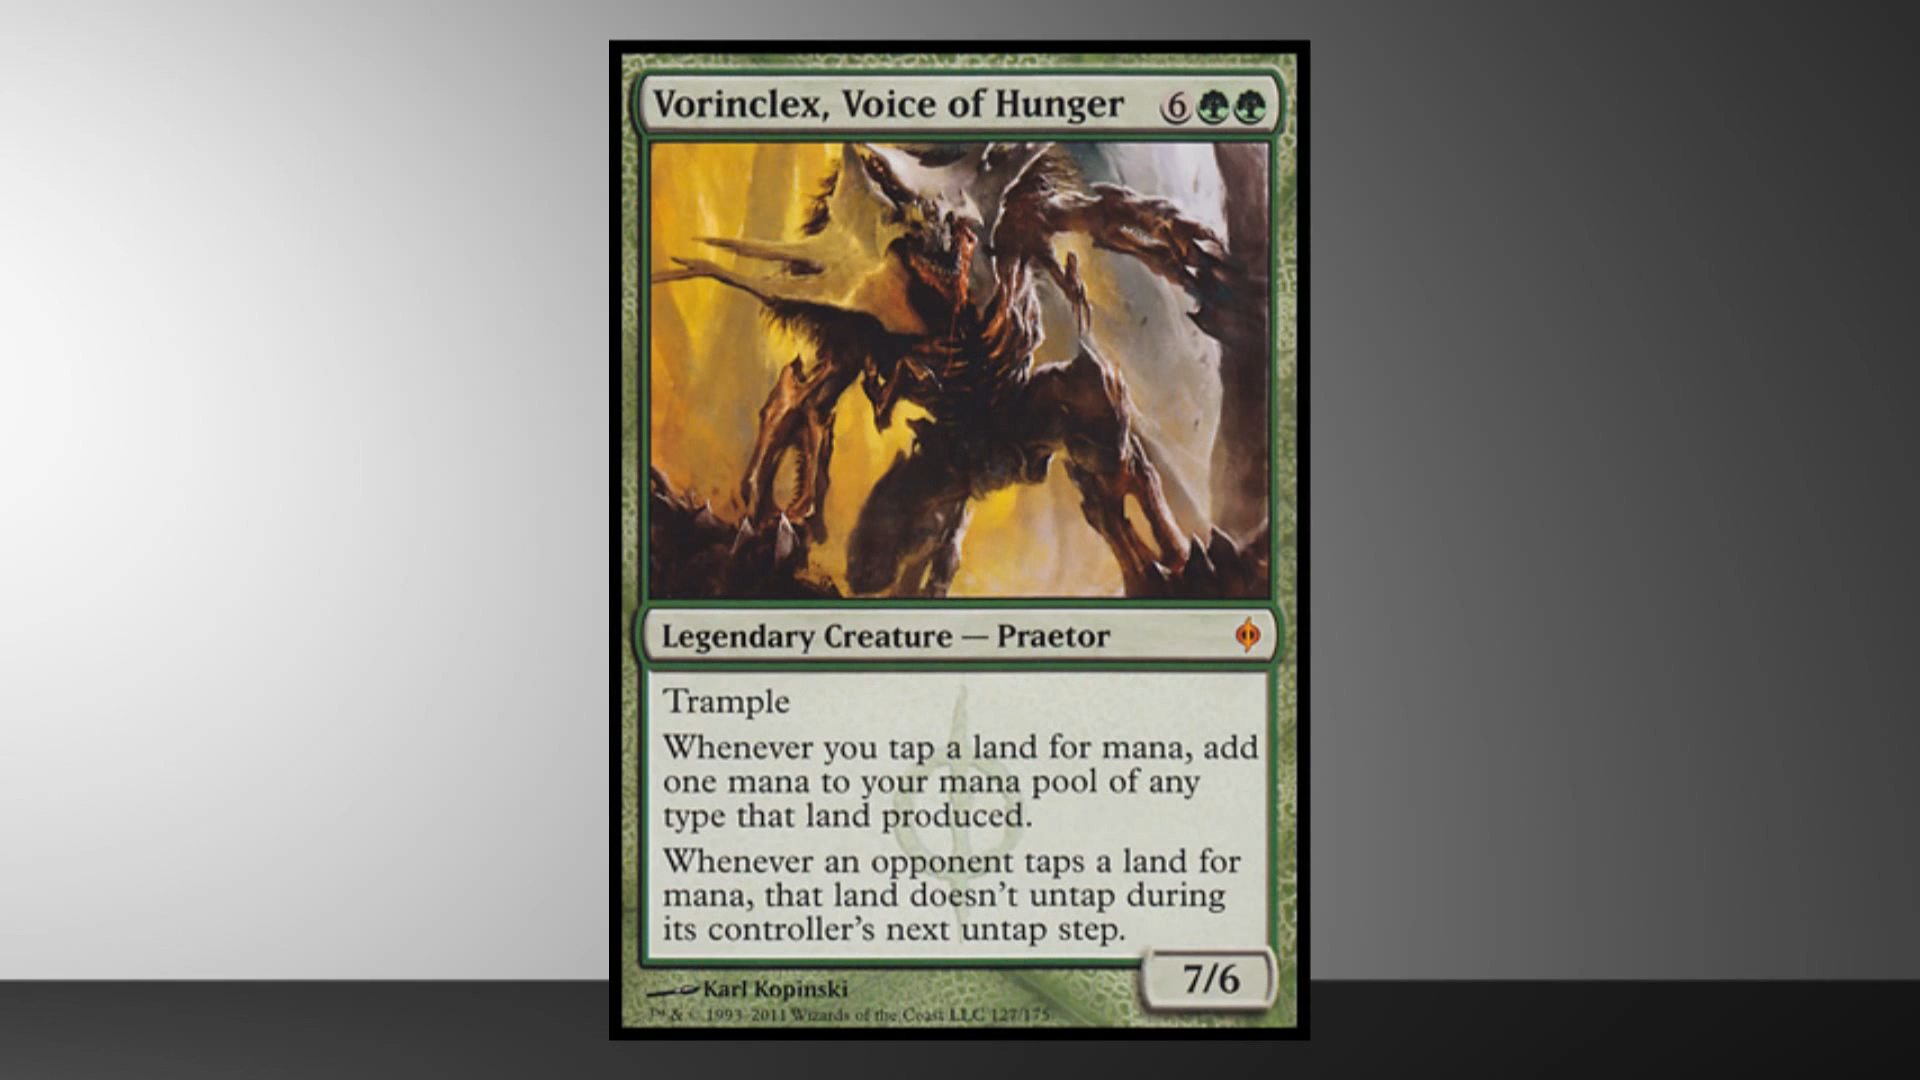 Vorinclex, Voice of Hunger 6
Legendary Creature — Praetor
Trample
Whenever you tap a land for mana, add
one mana to your mana pool of any
type that land produced.
Whenever an opponent taps a land for
mana, that land doesn't untap during
its controller's next untap step.
7/6
Karl Kopinski
™ & © 1993-2011 Wizards of the Coast LLC 127/175